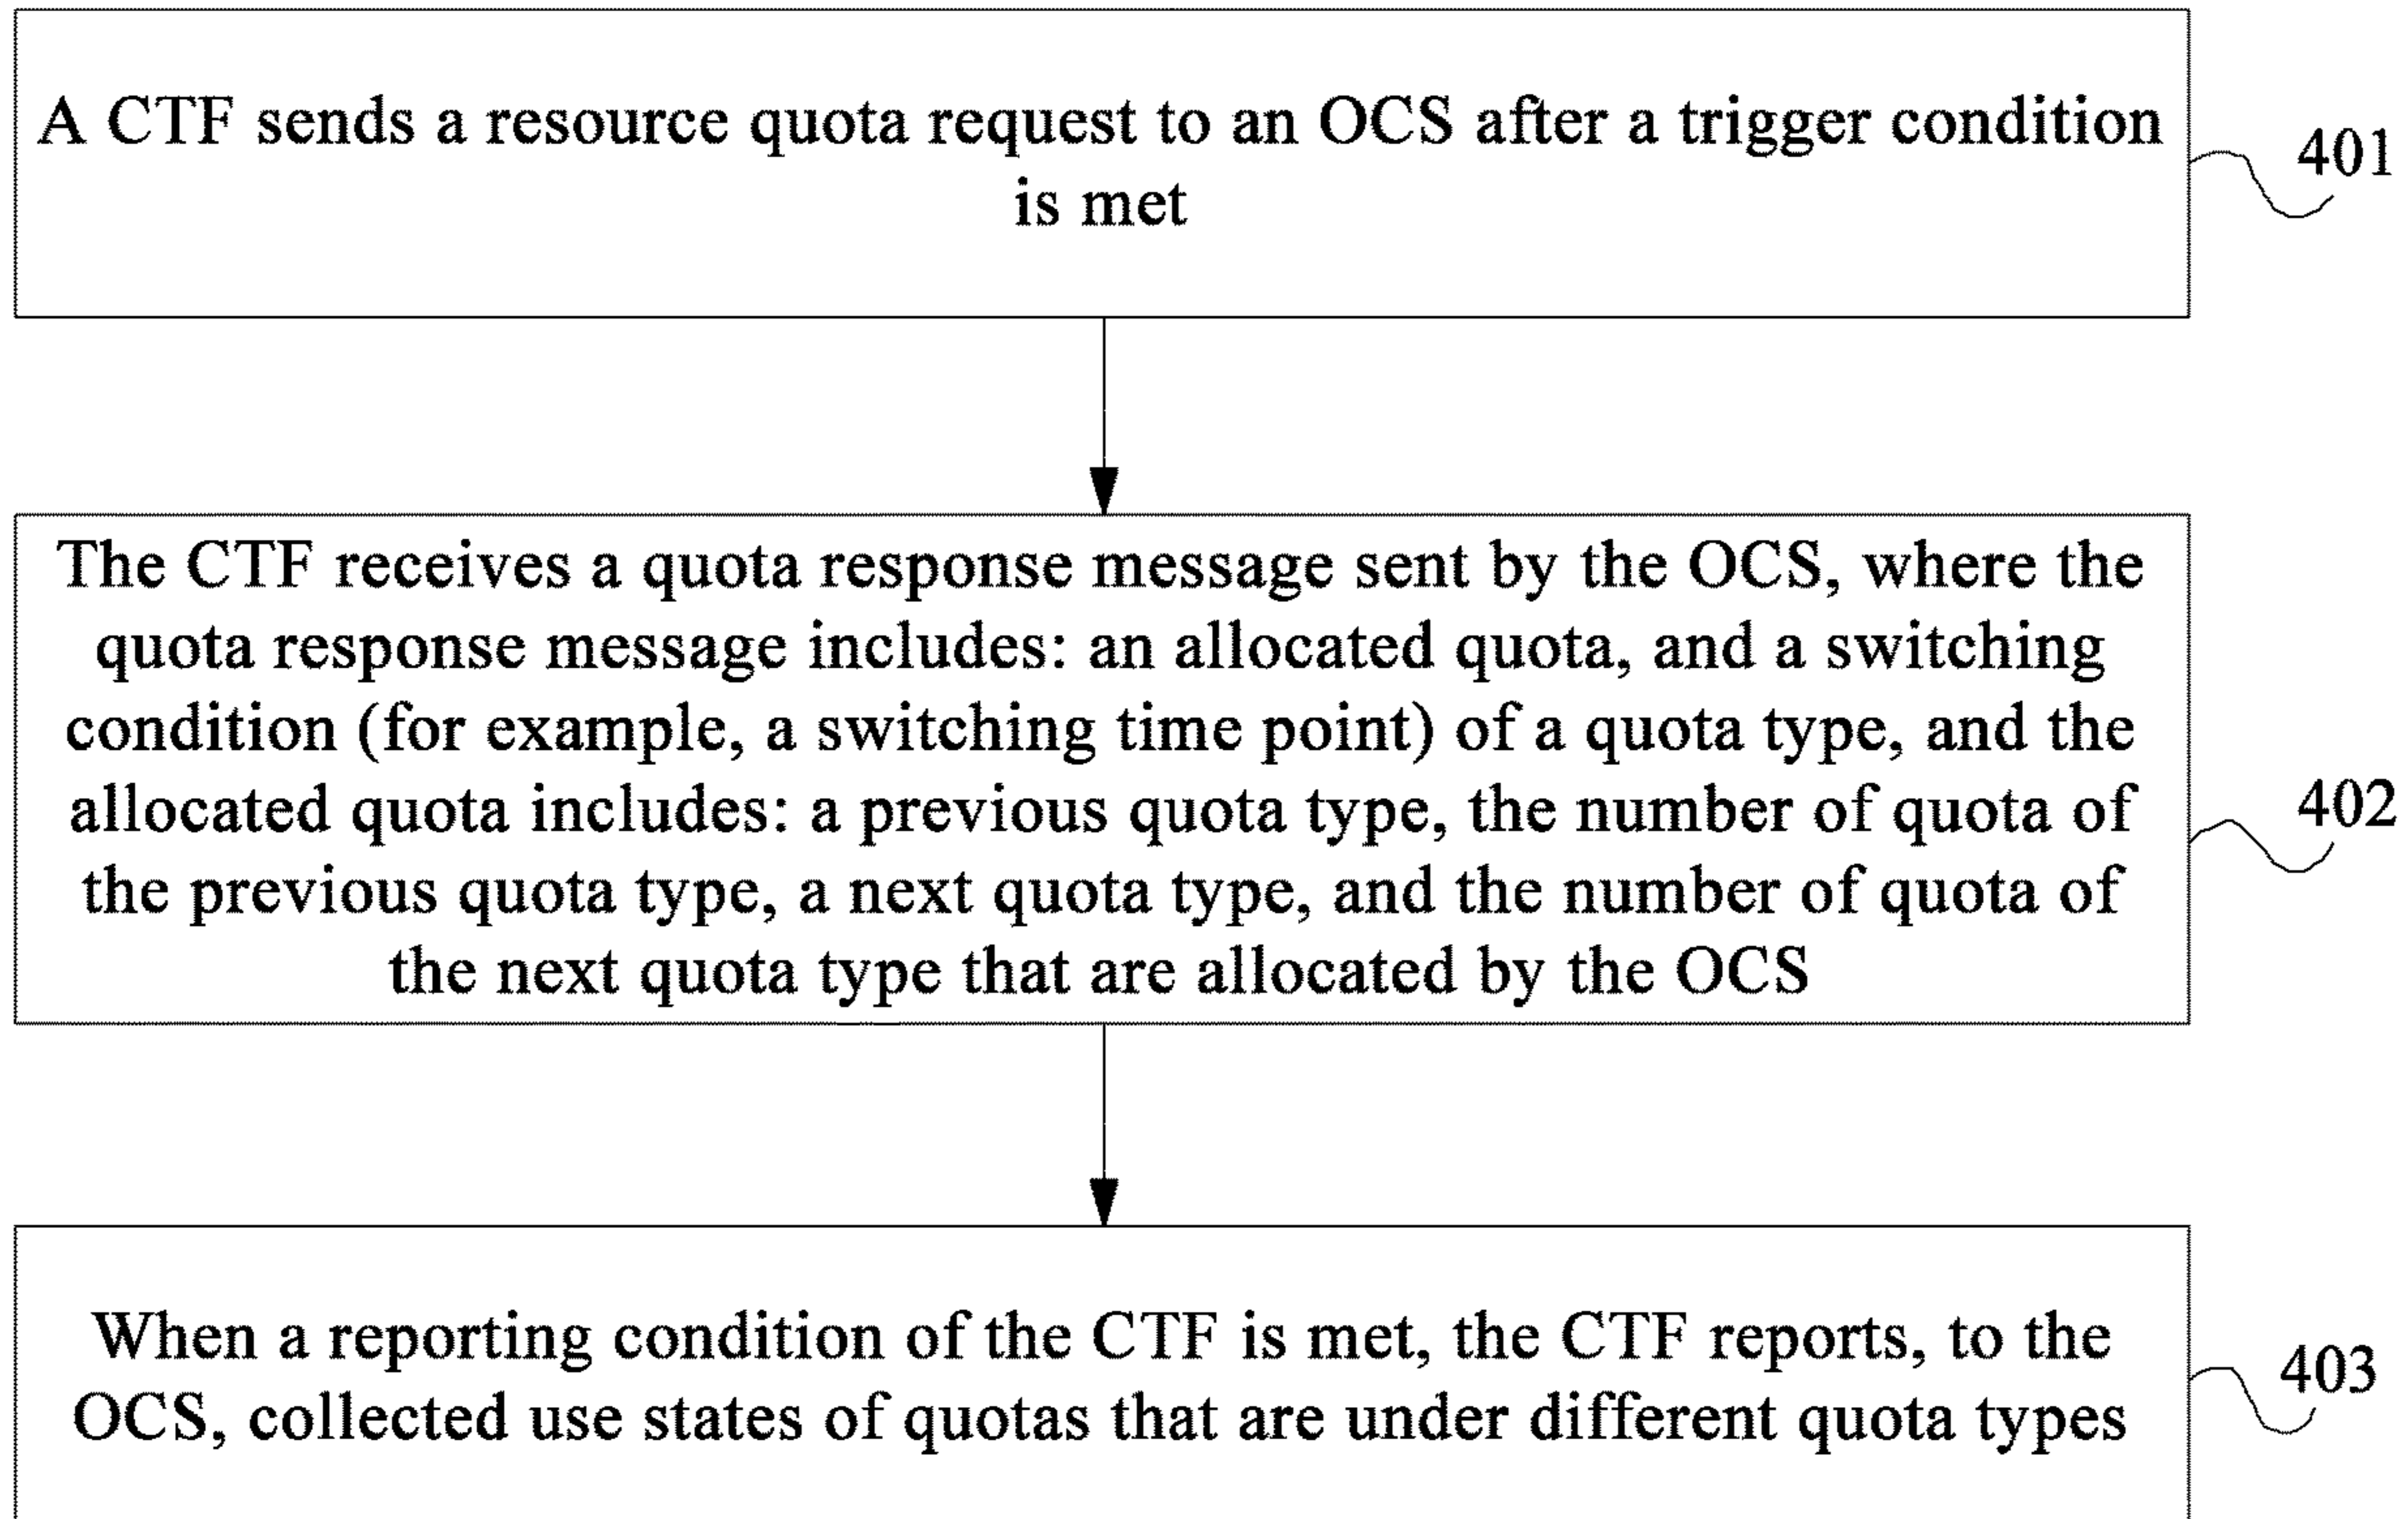 A CTF sends a resource quota request to an OCS after a trigger condition
is met
401
The CTF receives a quota response message sent by the OCS, where the
quota response message includes: an allocated quota, and a switching
condition (for example, a switching time point) of a quota type, and the
allocated quota includes: a previous quota type, the number of quota of
the previous quota type, a next quota type, and the number of quota of
the next quota type that are allocated by the OCS
402
When a reporting condition of the CTF is met, the CTF reports, to the
OCS, collected use states of quotas that are under different quota types
403